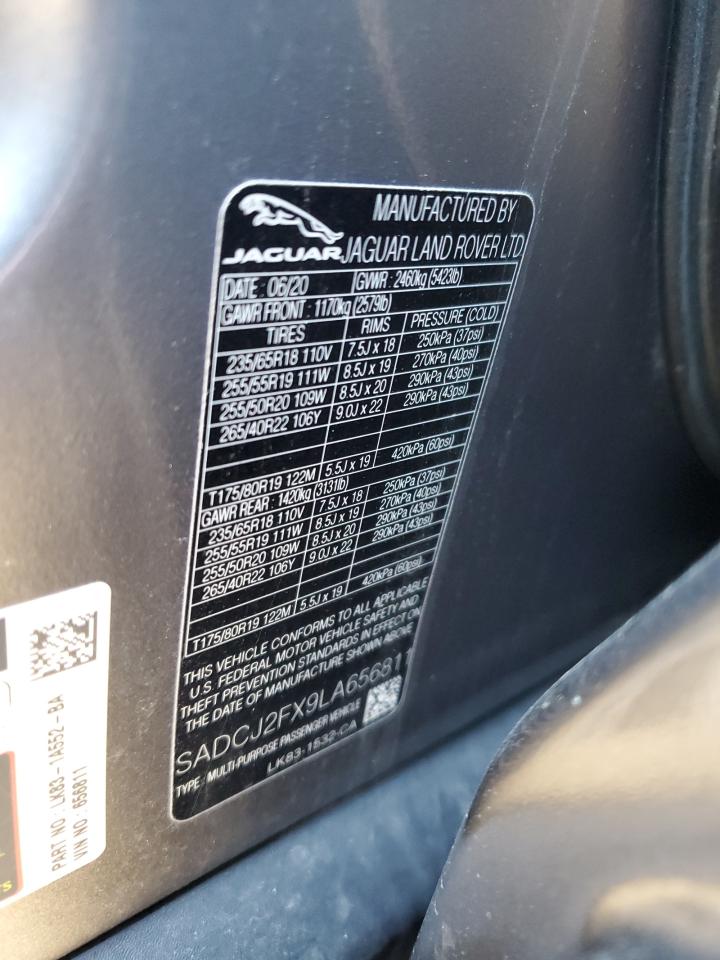 JAGUAR
MANUFACTURED BY
JAGUAR LAND ROVER LTD
DATE : 06/20 GVWR : 2460kg (5423lb)
GAWR FRONT : 1170kg (2579lb)
TIRES RIMS PRESSURE (COLD)
235/65R18 110V 7.5J x 18 250kPa (37psi)
255/55R19 111W 8.5J x 19 270kPa (40psi)
255/50R20 109W 8.5J x 20 290kPa (43psi)
265/40R22 106Y 9.0J x 22 290kPa (43psi)
T175/80R19 122M 5.5J x 19 420kPa (60psi)
GAWR REAR : 1420kg (3131lb)
235/65R18 110V 7.5J x 18 250kPa (37psi)
255/55R19 111W 8.5J x 19 270kPa (40psi)
255/50R20 109W 8.5J x 20 290kPa (43psi)
265/40R22 106Y 9.0J x 22 290kPa (43psi)
T175/80R19 122M 5.5J x 19 420kPa (60psi)
THIS VEHICLE CONFORMS TO ALL APPLICABLE
U.S. FEDERAL MOTOR VEHICLE SAFETY AND
THEFT PREVENTION STANDARDS IN EFFECT ON
THE DATE OF MANUFACTURE SHOWN ABOVE
SADCJ2FX9LA656811
TYPE : MULTI-PURPOSE PASSENGER VEHICLE
LK83-1532-CA
PART NO : LK83-1A552-BA
VIN NO : 656811